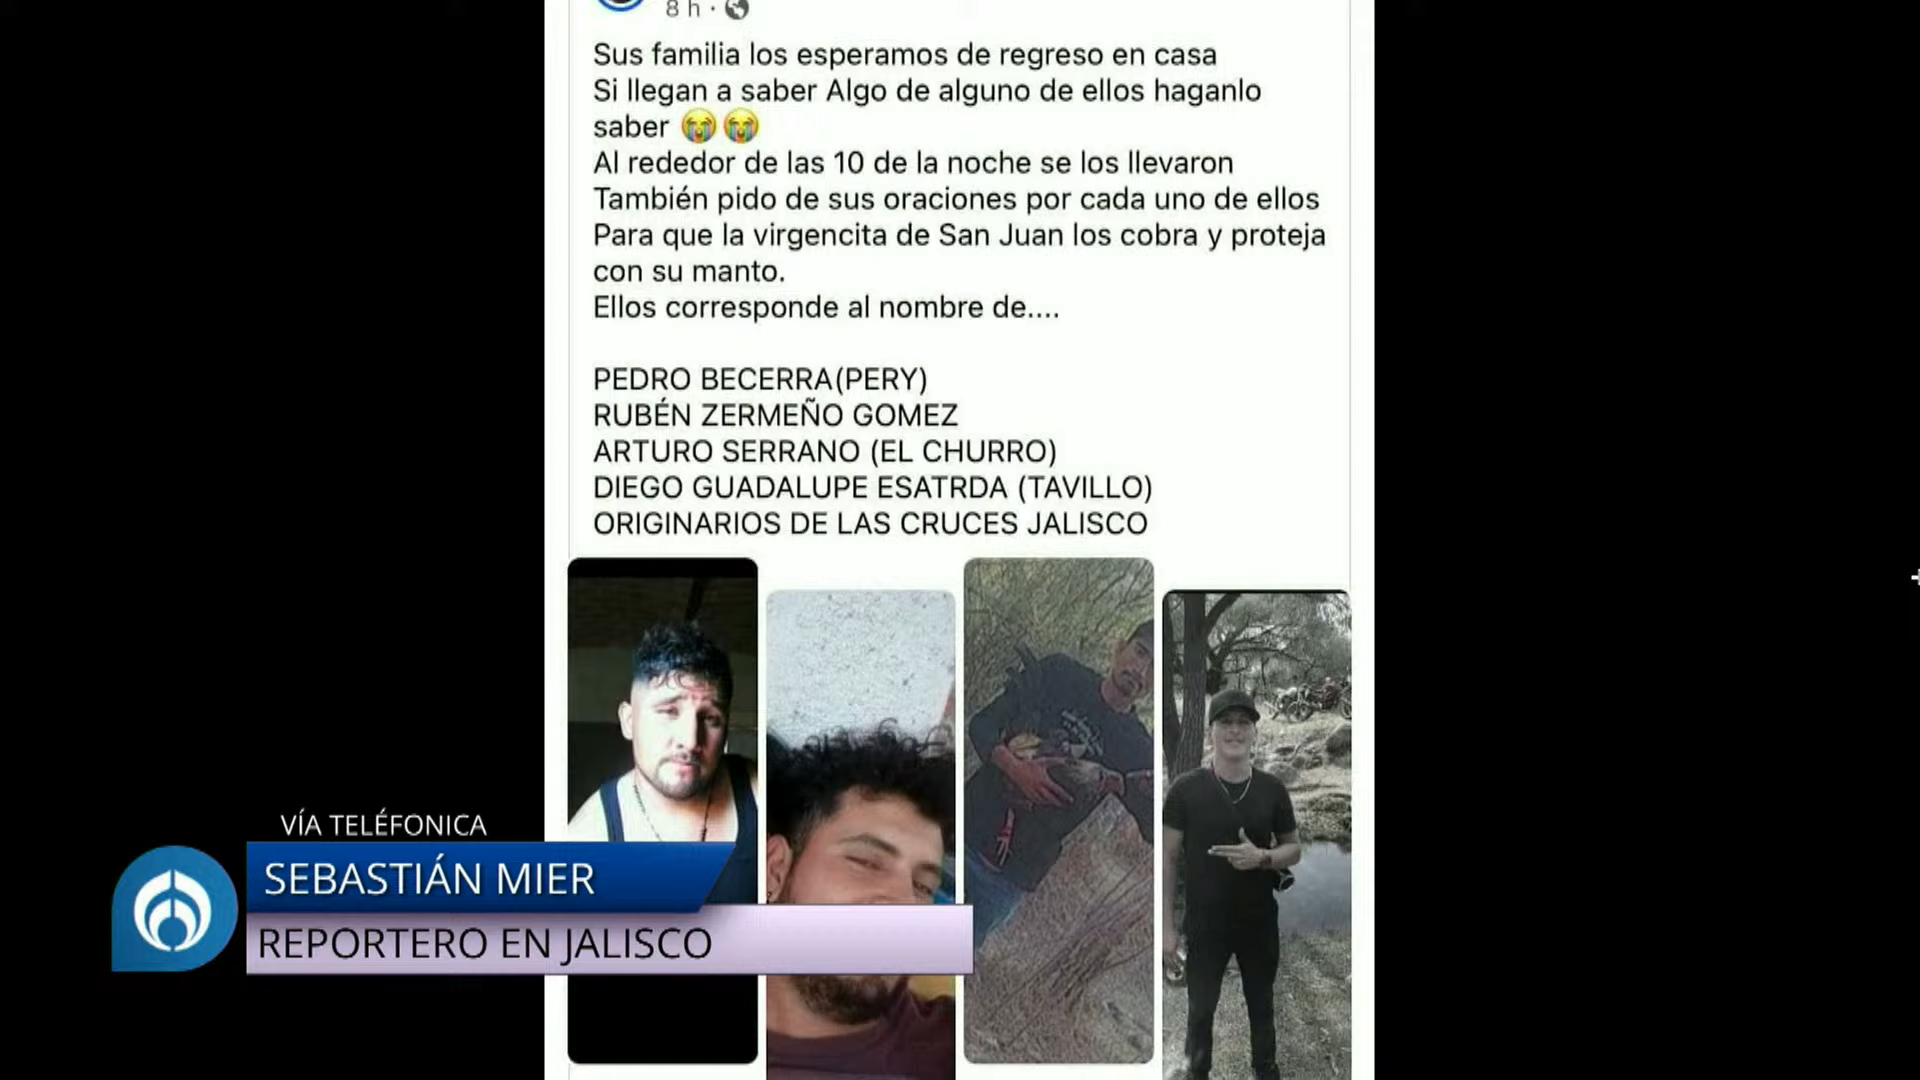 8 h ·
Sus familia los esperamos de regreso en casa
Si llegan a saber Algo de alguno de ellos haganlo
saber 😭😭
Al rededor de las 10 de la noche se los llevaron
También pido de sus oraciones por cada uno de ellos
Para que la virgencita de San Juan los cobra y proteja
con su manto.
Ellos corresponde al nombre de....
PEDRO BECERRA(PERY)
RUBÉN ZERMEÑO GOMEZ
ARTURO SERRANO (EL CHURRO)
DIEGO GUADALUPE ESATRDA (TAVILLO)
ORIGINARIOS DE LAS CRUCES JALISCO
VÍA TELÉFONICA
SEBASTIÁN MIER
REPORTERO EN JALISCO